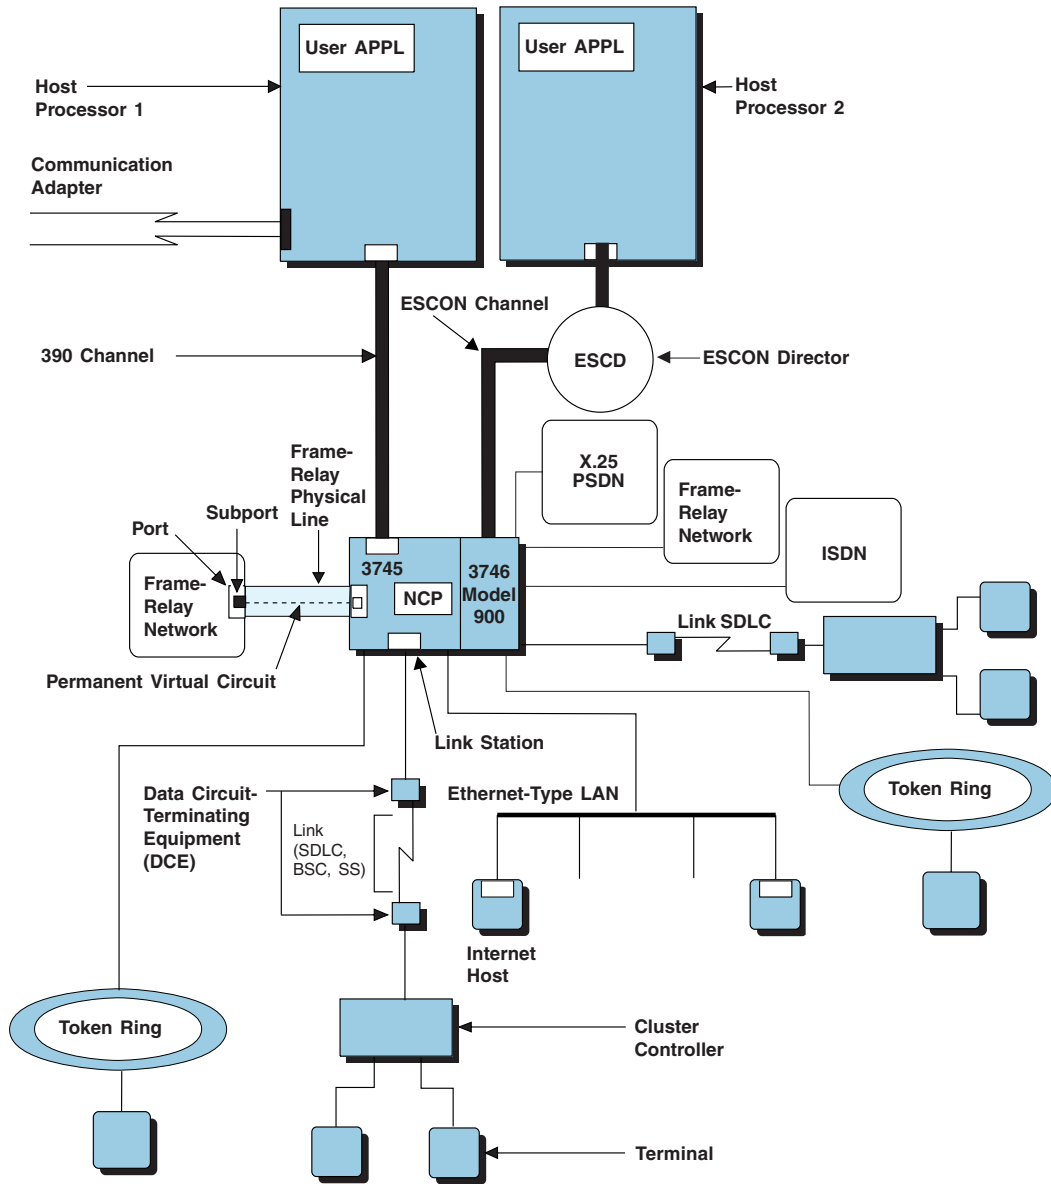 User APPL
User APPL
Host
Processor 1
Host
Processor 2
Communication
Adapter
ESCON Channel
390 Channel
ESCD
ESCON Director
Frame-
Relay
Physical
Line
X.25
PSDN
Frame-
Relay
Network
Subport
Port
ISDN
3745
3746
Model
900
NCP
Frame-
Relay
Network
Link SDLC
Permanent Virtual Circuit
Link Station
Token Ring
Data Circuit-
Terminating
Equipment
(DCE)
Ethernet-Type LAN
Link
(SDLC,
BSC, SS)
Internet
Host
Token Ring
Cluster
Controller
Terminal